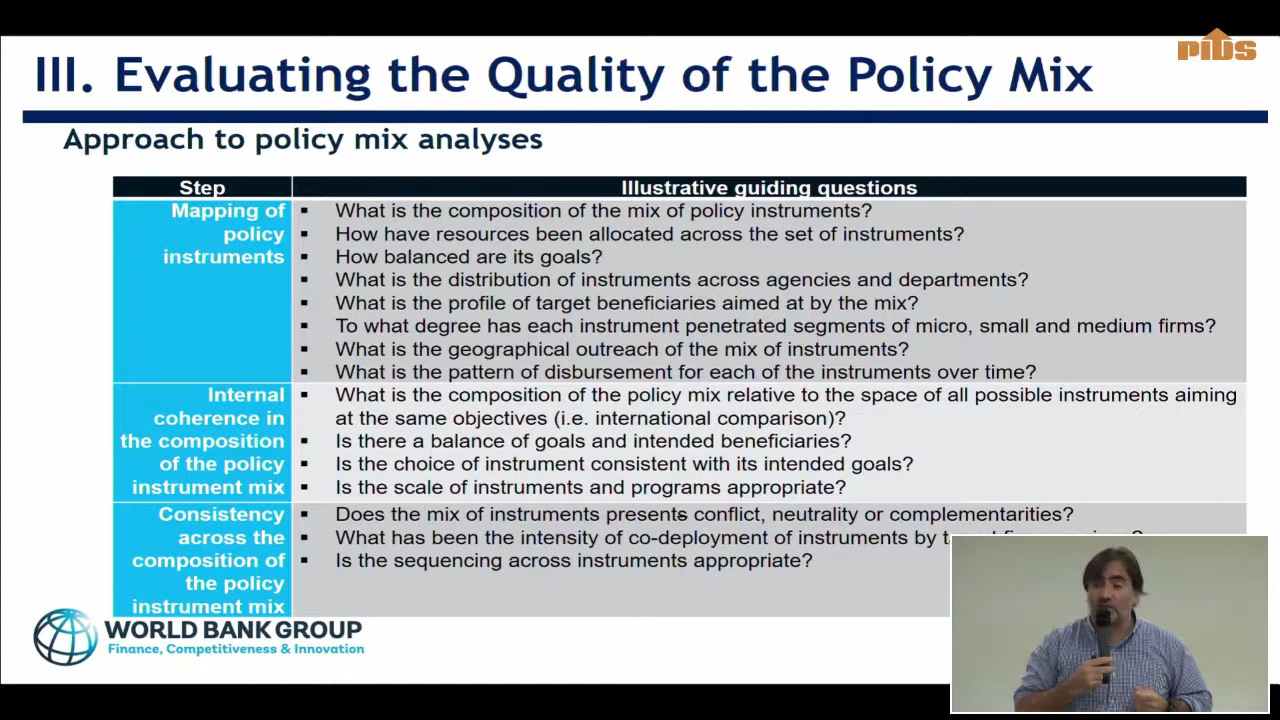 PIDS
III. Evaluating the Quality of the Policy Mix
Approach to policy mix analyses
Step
Illustrative guiding questions
Mapping of
policy
instruments
▪ What is the composition of the mix of policy instruments?
▪ How have resources been allocated across the set of instruments?
▪ How balanced are its goals?
▪ What is the distribution of instruments across agencies and departments?
▪ What is the profile of target beneficiaries aimed at by the mix?
▪ To what degree has each instrument penetrated segments of micro, small and medium firms?
▪ What is the geographical outreach of the mix of instruments?
▪ What is the pattern of disbursement for each of the instruments over time?
Internal
coherence in
the composition
of the policy
instrument mix
▪ What is the composition of the policy mix relative to the space of all possible instruments aiming
at the same objectives (i.e. international comparison)?
▪ Is there a balance of goals and intended beneficiaries?
▪ Is the choice of instrument consistent with its intended goals?
▪ Is the scale of instruments and programs appropriate?
Consistency
across the
composition of
the policy
instrument mix
▪ Does the mix of instruments presents conflict, neutrality or complementarities?
▪ What has been the intensity of co-deployment of instruments by
▪ Is the sequencing across instruments appropriate?
WORLD BANK GROUP
Finance, Competitiveness & Innovation